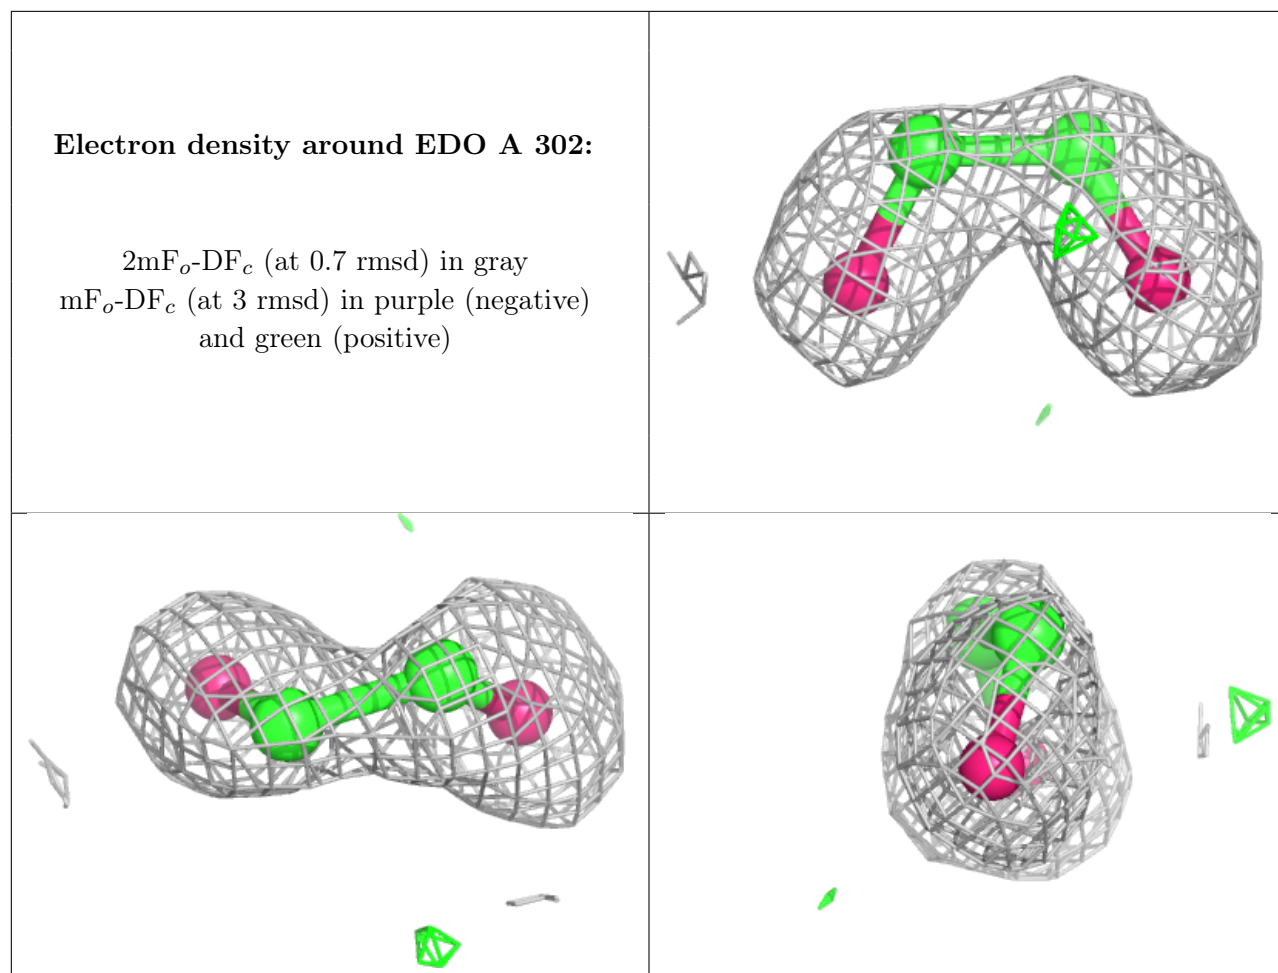 Electron density around EDO A 302:
2mFₒ-DF𝒸 (at 0.7 rmsd) in gray
mFₒ-DF𝒸 (at 3 rmsd) in purple (negative)
and green (positive)